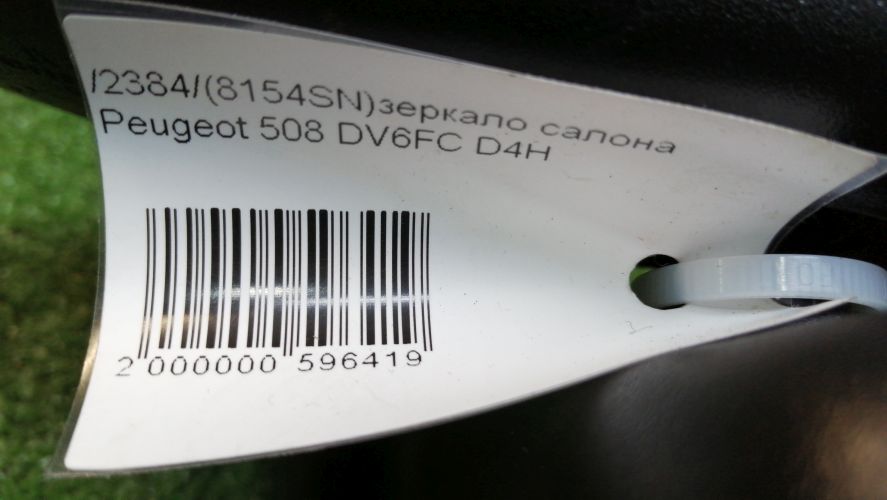 /2384/(8154SN)зеркало салона
Peugeot 508 DV6FC D4H
2 000000 596419